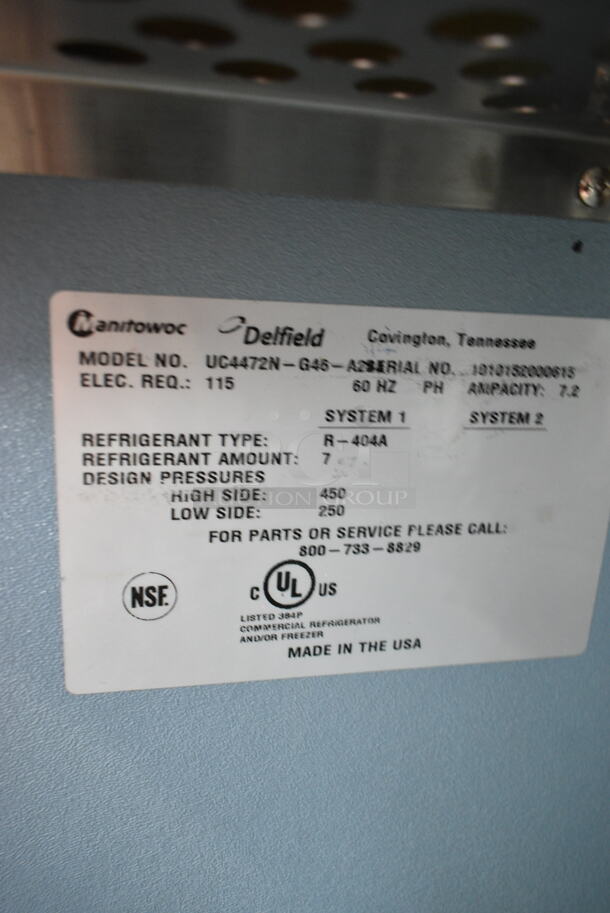 Manitowoc Delfield Covington, Tennessee
MODEL NO. UC4472N-G46- SERIAL NO. 1010152000615
ELEC. REQ.: 115 60 HZ PH AMPACITY: 7.2
SYSTEM 1 SYSTEM 2
REFRIGERANT TYPE: R-404A
REFRIGERANT AMOUNT: 7
DESIGN PRESSURES
HIGH SIDE: 450
LOW SIDE: 250
FOR PARTS OR SERVICE PLEASE CALL:
800-733-8829
NSF.
C UL US
LISTED 384P
COMMERCIAL REFRIGERATOR
AND/OR FREEZER
MADE IN THE USA